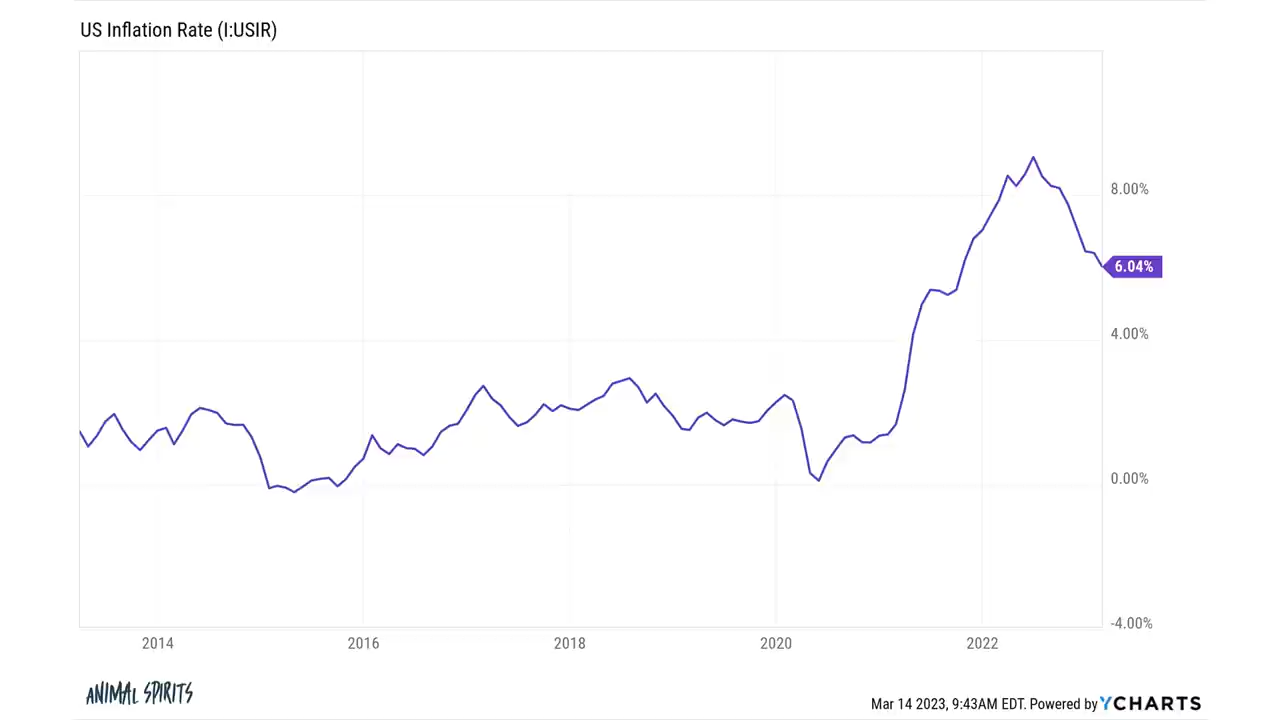 US Inflation Rate (I:USIR)
8.00%
6.04%
4.00%
0.00%
-4.00%
2014 2016 2018 2020 2022
ANIMAL SPIRITS
Mar 14 2023, 9:43AM EDT. Powered by YCHARTS